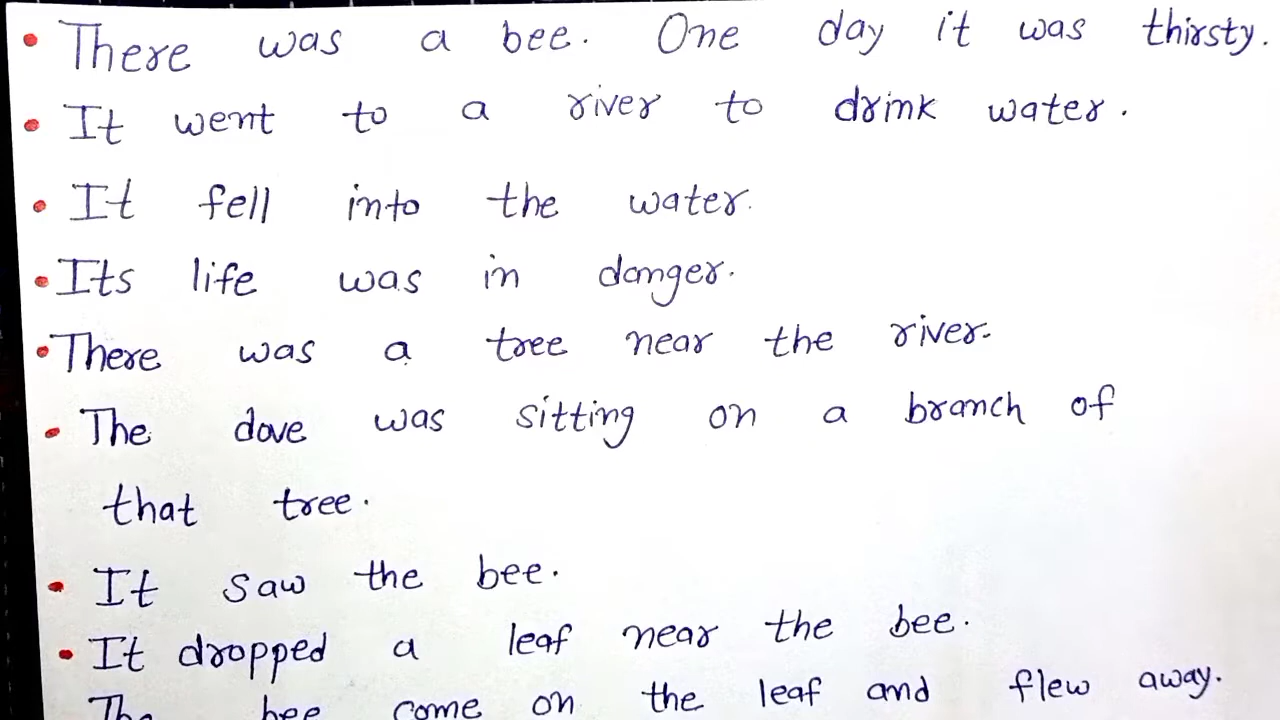 • There was a bee. One day it was thirsty.
• It went to a river to drink water.
• It fell into the water.
• Its life was in danger.
• There was a tree near the river.
• The dove was sitting on a branch of
that tree.
• It saw the bee.
• It dropped a leaf near the bee.
The bee come on the leaf and flew away.